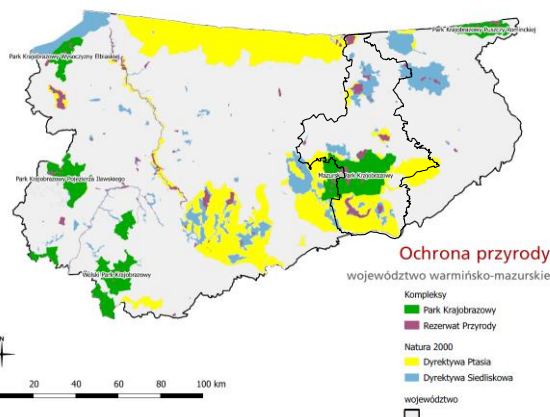 Park Krajobrazowy Puszczy Rominckiej
Park Krajobrazowy Wysoczyzny Elbląskiej
Mazurski Park Krajobrazowy
Park Krajobrazowy Pojezierza Iławskiego
Welski Park Krajobrazowy
Ochrona przyrody
województwo warmińsko-mazurskie
Kompleksy
Park Krajobrazowy
Rezerwat Przyrody
Natura 2000
Dyrektywa Ptasia
Dyrektywa Siedliskowa
województwo
N
20 40 60 80 100 km